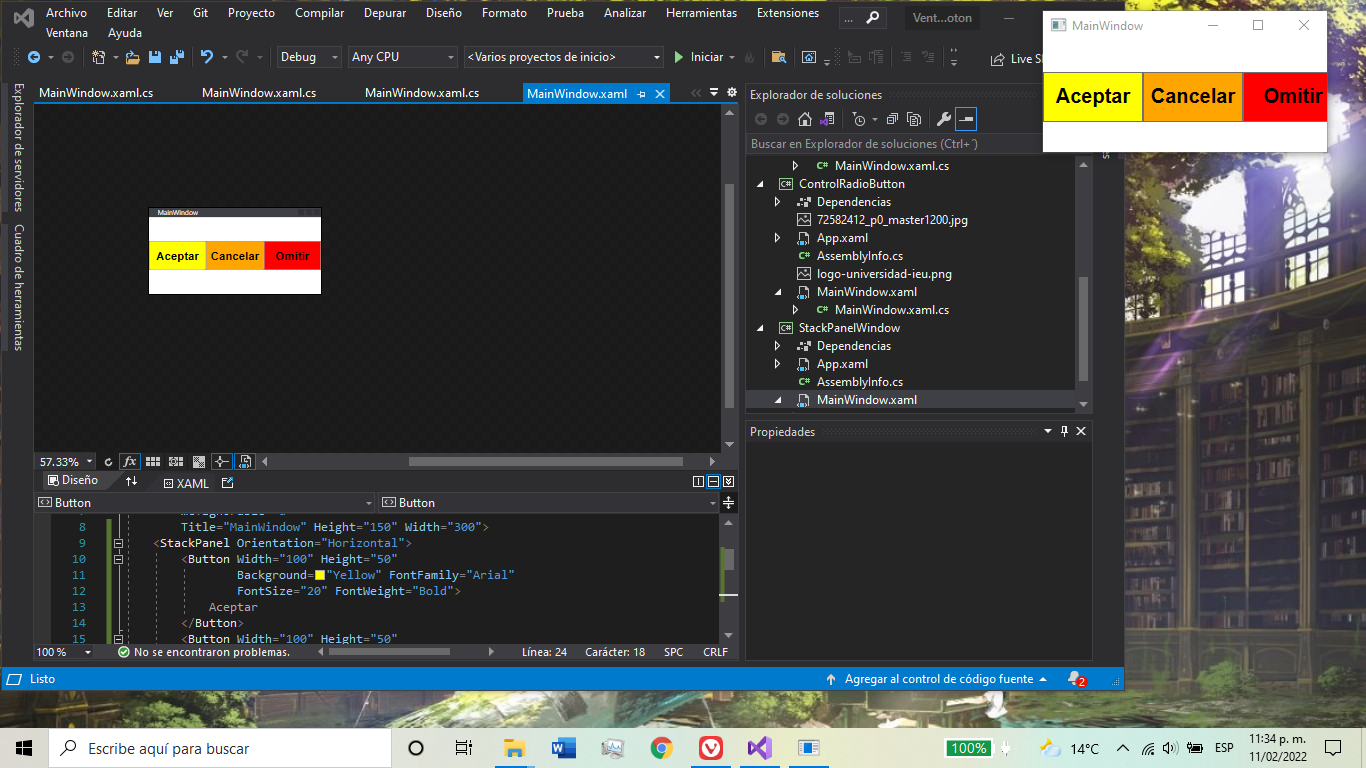 Archivo Editar Ver Git Proyecto Compilar Depurar Diseño Formato Prueba Analizar Herramientas Extensiones
Ventana Ayuda
... Vent...oton
Debug Any CPU <Varios proyectos de inicio> Iniciar Live S
MainWindow
Aceptar Cancelar Omitir
Explorador de servidores
Cuadro de herramientas
MainWindow.xaml.cs MainWindow.xaml.cs MainWindow.xaml.cs MainWindow.xaml
MainWindow
Aceptar Cancelar Omitir
57.33%
Diseño XAML
Button Button
8 Title="MainWindow" Height="150" Width="300">
9 <StackPanel Orientation="Horizontal">
10 <Button Width="100" Height="50"
11 Background="Yellow" FontFamily="Arial"
12 FontSize="20" FontWeight="Bold">
13 Aceptar
14 </Button>
15 <Button Width="100" Height="50"
100 % No se encontraron problemas. Línea: 24 Carácter: 18 SPC CRLF
Explorador de soluciones
Buscar en Explorador de soluciones (Ctrl+´)
C# MainWindow.xaml.cs
C# ControlRadioButton
Dependencias
72582412_p0_master1200.jpg
App.xaml
C# AssemblyInfo.cs
logo-universidad-ieu.png
MainWindow.xaml
C# MainWindow.xaml.cs
C# StackPanelWindow
Dependencias
App.xaml
C# AssemblyInfo.cs
MainWindow.xaml
Propiedades
Listo Agregar al control de código fuente 2
Escribe aquí para buscar 100% 14°C ESP 11:34 p. m.
11/02/2022